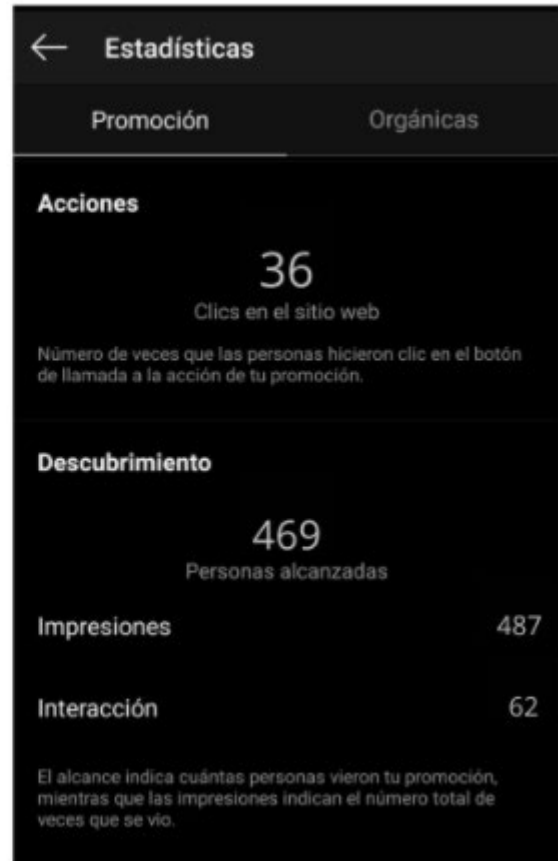 Estadísticas
Promoción Orgánicas
Acciones
36
Clics en el sitio web
Número de veces que las personas hicieron clic en el botón
de llamada a la acción de tu promoción.
Descubrimiento
469
Personas alcanzadas
Impresiones 487
Interacción 62
El alcance indica cuántas personas vieron tu promoción,
mientras que las impresiones indican el número total de
veces que se vio.